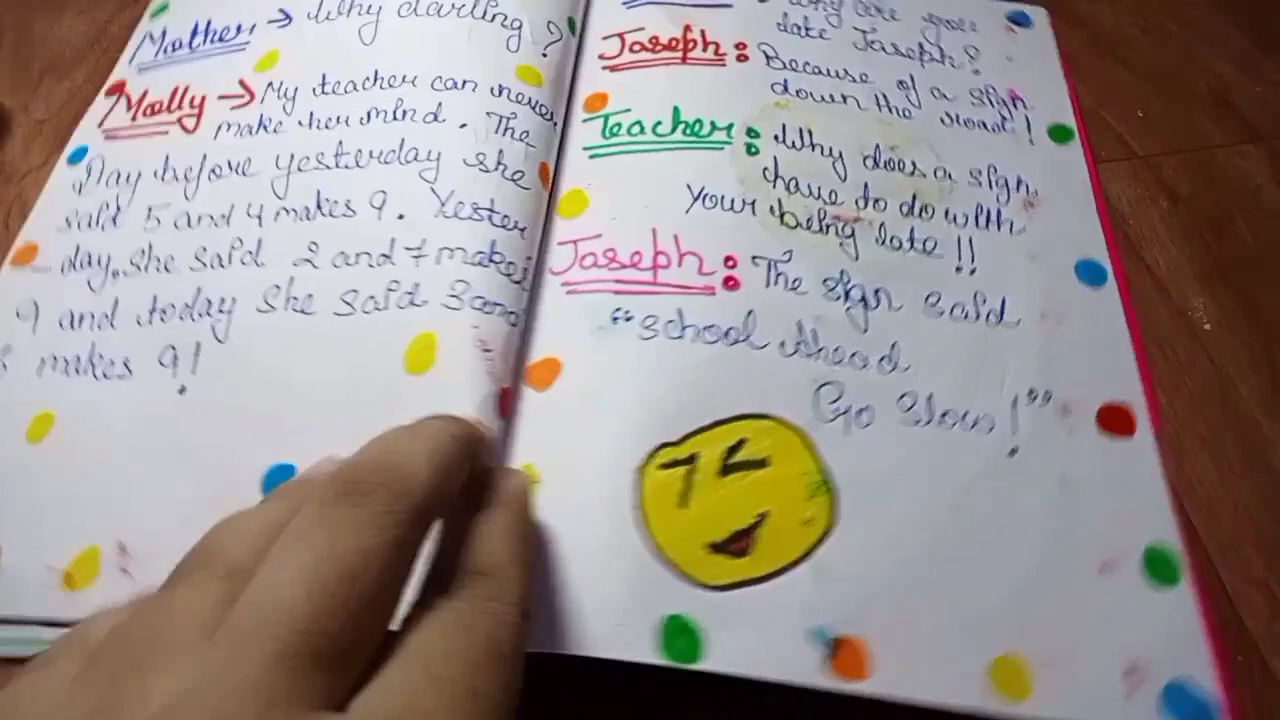 Mother → Why darling ?
Molly → My teacher can never
make her mind. The
Day before yesterday she
said 5 and 4 makes 9. Yester
day, she said 2 and 7 makes
9 and today she said 3 and
makes 9!
why are you
late Joseph?
Joseph : Because of a sign
down the road!
Teacher : Why does a sign
have to do with
your being late!!
Joseph : The sign said
"school Ahead
Go Slow!"